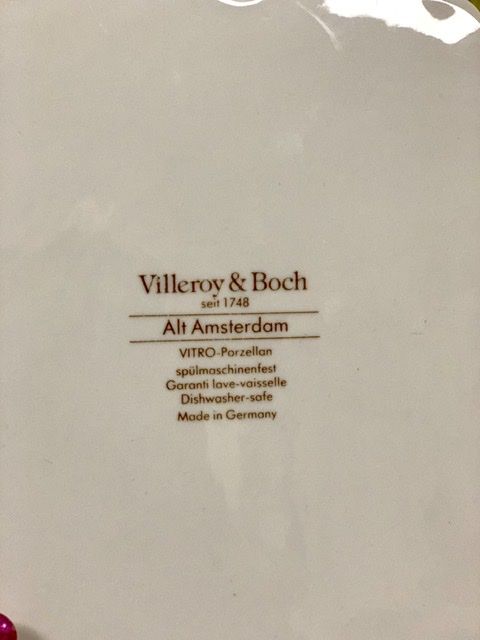 Villeroy & Boch
seit 1748
Alt Amsterdam
VITRO-Porzellan
spülmaschinenfest
Garanti lave-vaisselle
Dishwasher-safe
Made in Germany